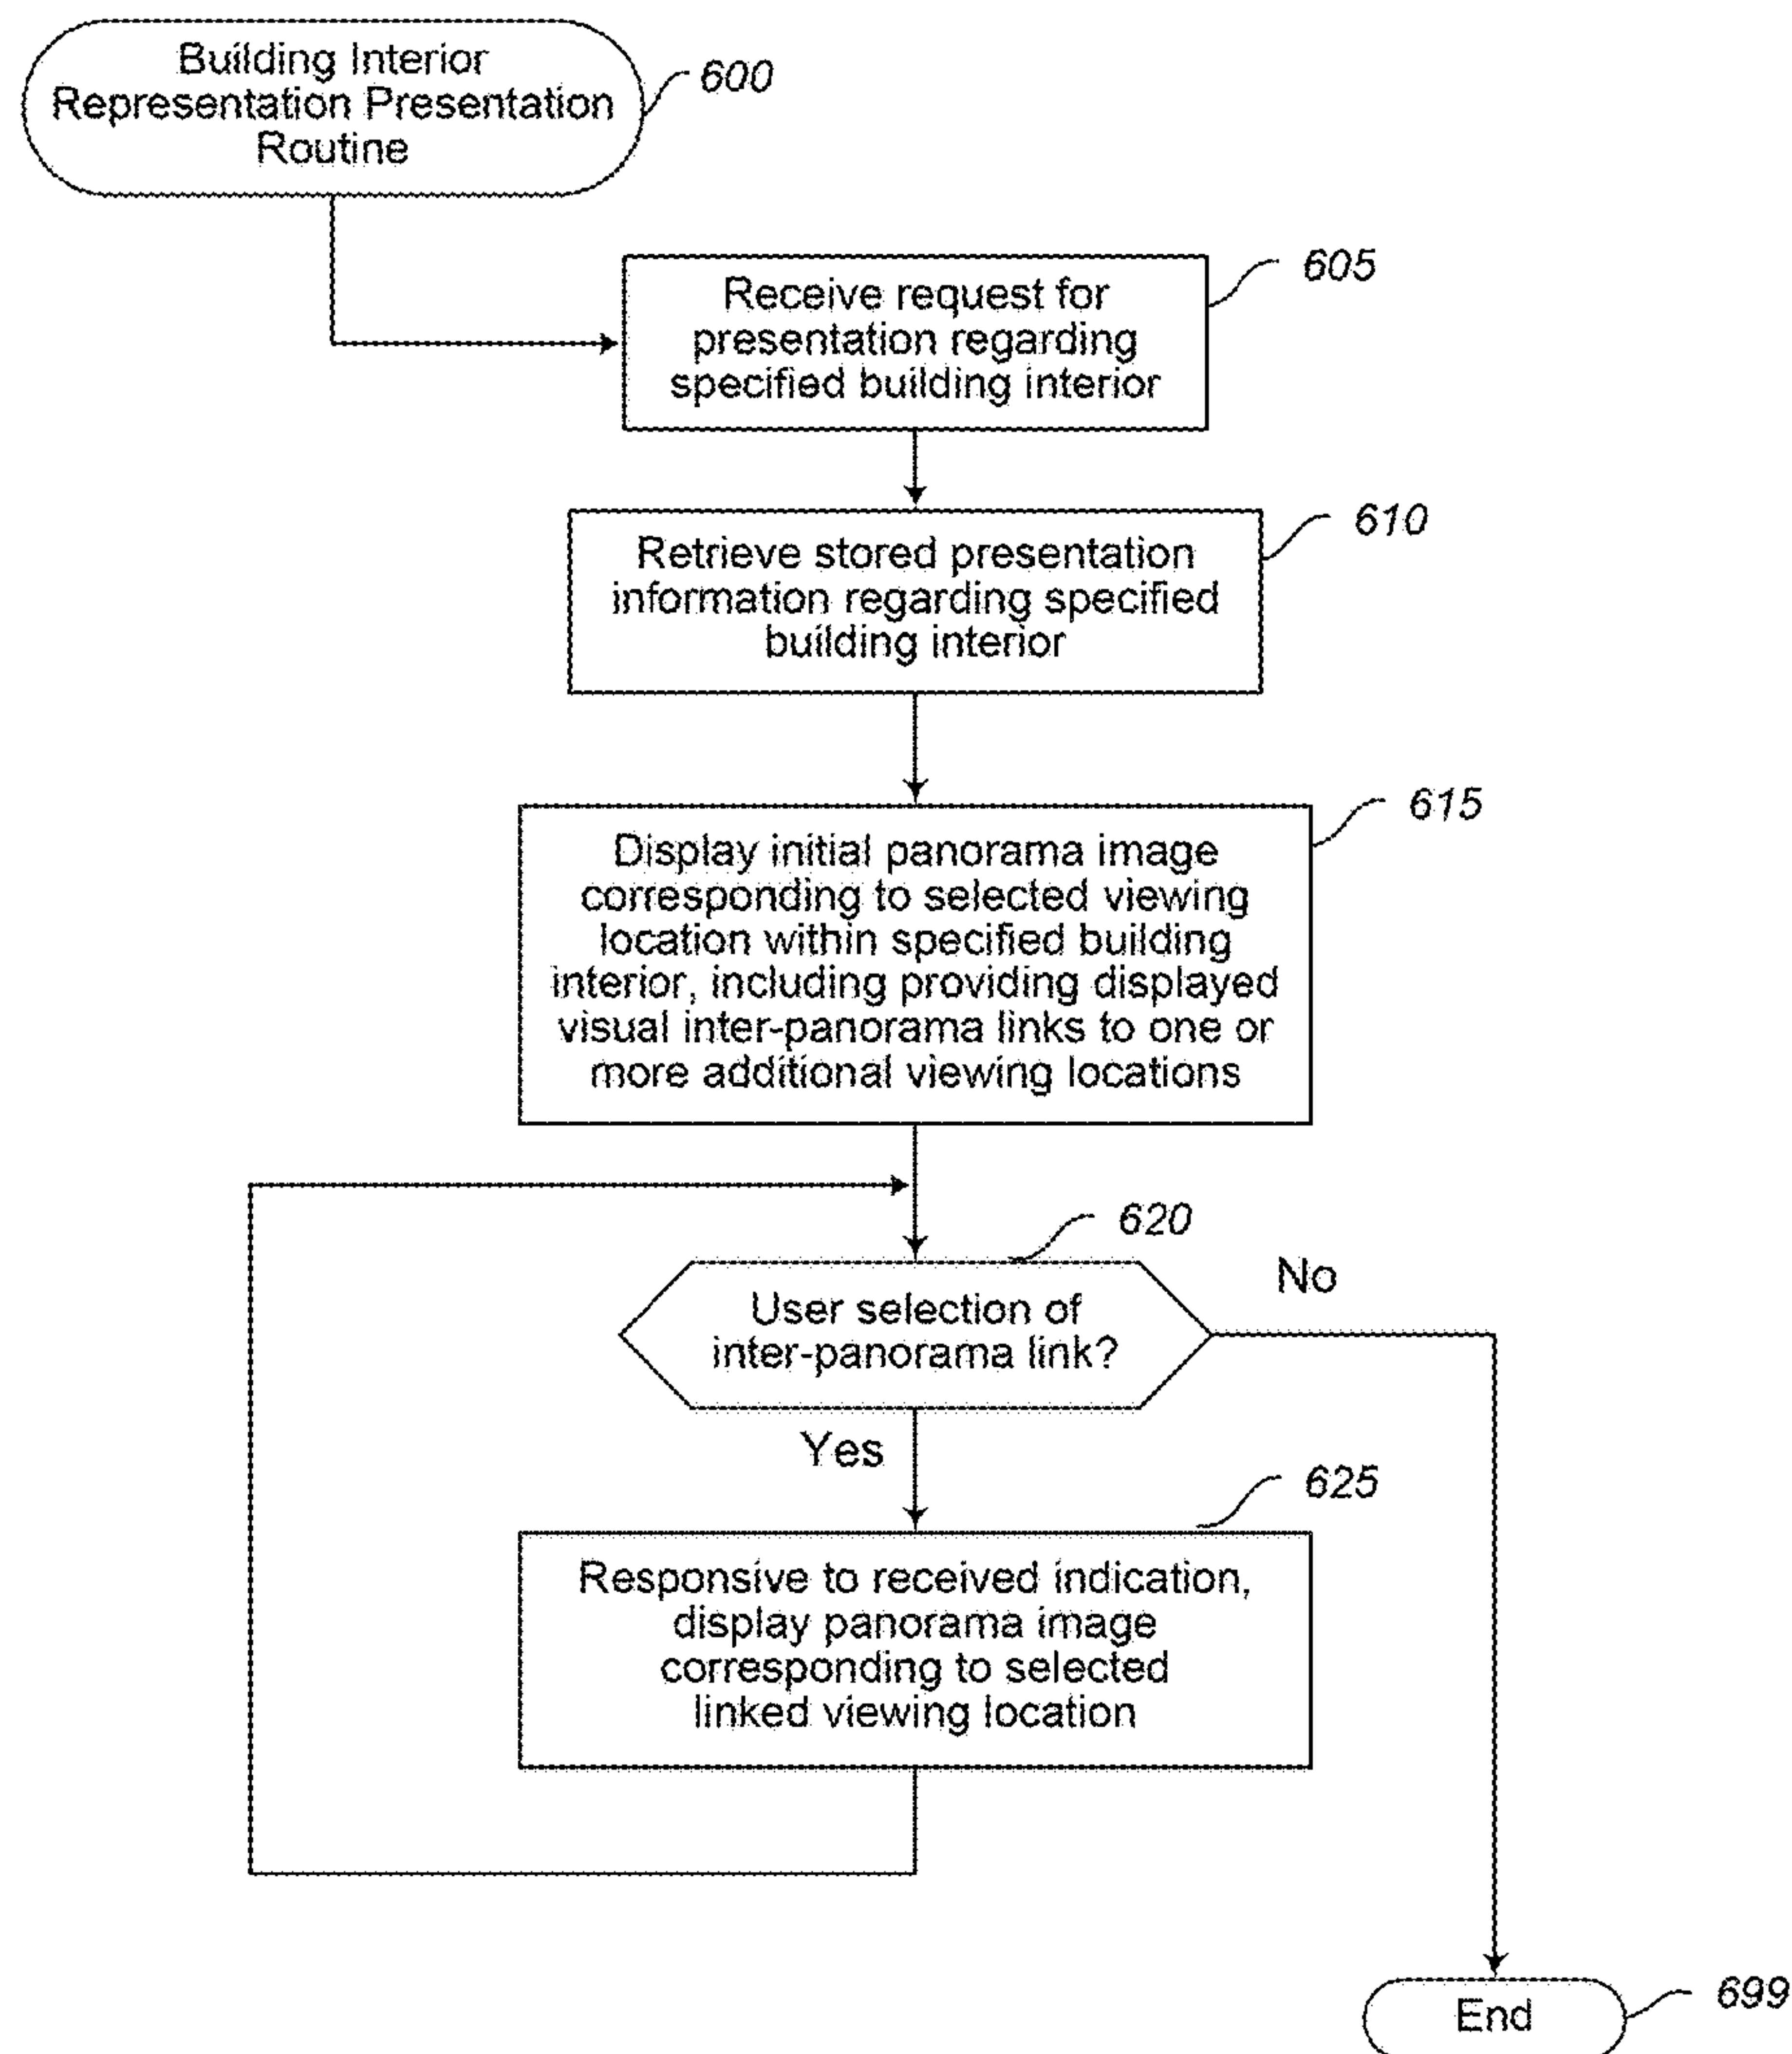 Building Interior
Representation Presentation
Routine
600
605
Receive request for
presentation regarding
specified building interior
610
Retrieve stored presentation
information regarding specified
building interior
615
Display initial panorama image
corresponding to selected viewing
location within specified building
interior, including providing displayed
visual inter-panorama links to one or
more additional viewing locations
620
No
User selection of
inter-panorama link?
Yes
625
Responsive to received indication,
display panorama image
corresponding to selected
linked viewing location
699
End